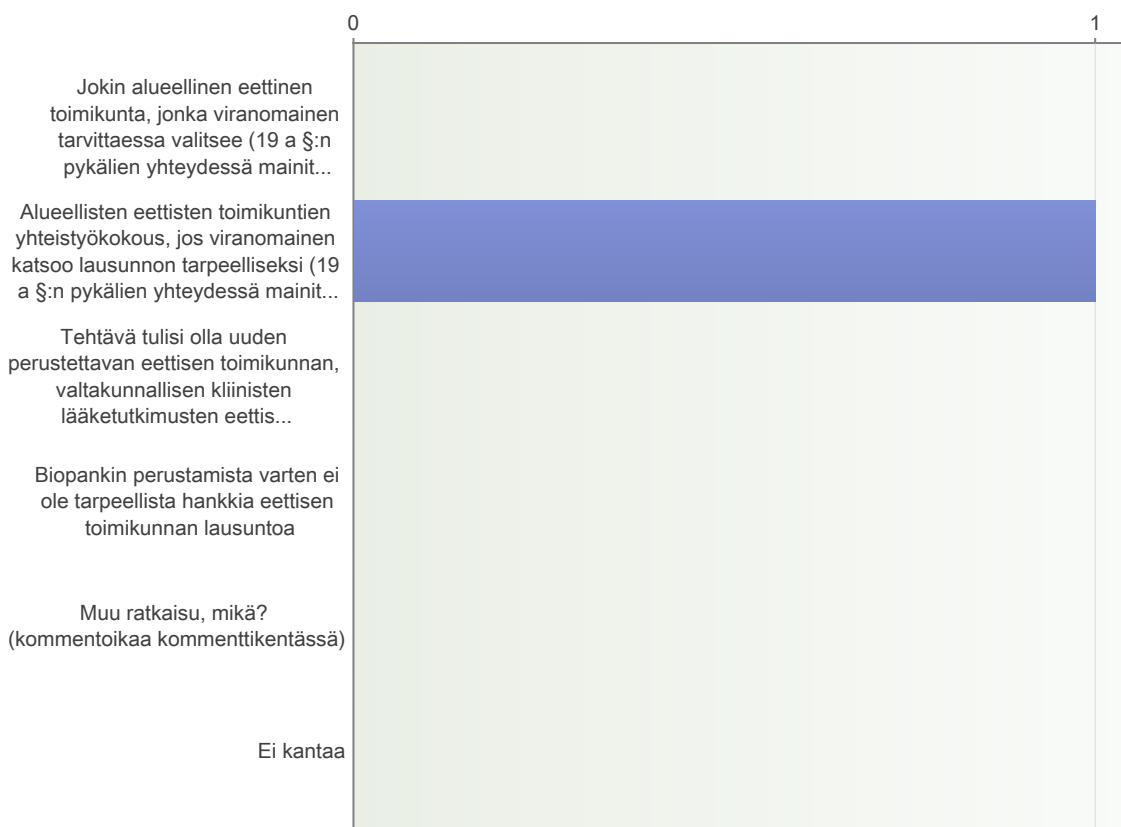 0 1
Jokin alueellinen eettinen
toimikunta, jonka viranomainen
tarvittaessa valitsee (19 a §:n
pykälien yhteydessä mainit...
Alueellisten eettisten toimikuntien
yhteistyökokous, jos viranomainen
katsoo lausunnon tarpeelliseksi (19
a §:n pykälien yhteydessä mainit...
Tehtävä tulisi olla uuden
perustettavan eettisen toimikunnan,
valtakunnallisen kliinisten
lääketutkimusten eettis...
Biopankin perustamista varten ei
ole tarpeellista hankkia eettisen
toimikunnan lausuntoa
Muu ratkaisu, mikä?
(kommentoikaa kommenttikentässä)
Ei kantaa